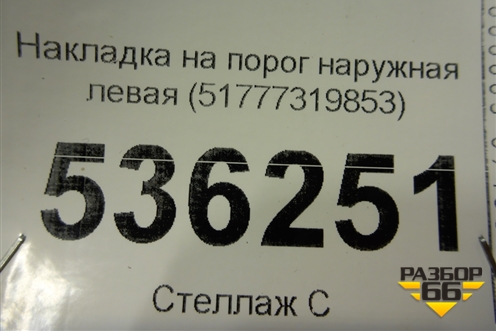 Накладка на порог наружная
левая (51777319853)
536251
Стеллаж С
РАЗБОР
66